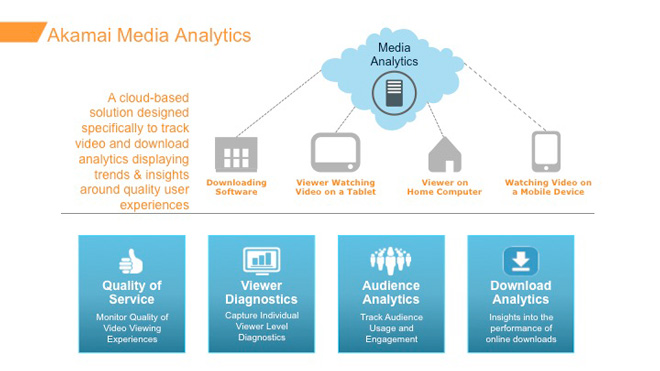 Akamai Media Analytics
Media
Analytics
A cloud-based
solution designed
specifically to track
video and download
analytics displaying
trends & insights
around quality user
experiences
Downloading
Software
Viewer Watching
Video on a Tablet
Viewer on
Home Computer
Watching Video on
a Mobile Device
Quality of
Service
Monitor Quality of
Video Viewing
Experiences
Viewer
Diagnostics
Capture Individual
Viewer Level
Diagnostics
Audience
Analytics
Track Audience
Usage and
Engagement
Download
Analytics
Insights into the
performance of
online downloads